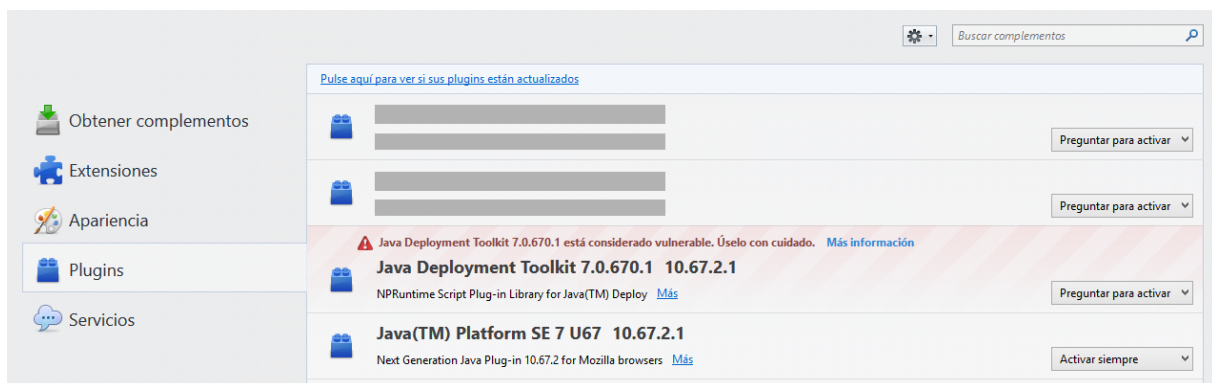 Buscar complementos
Pulse aquí para ver si sus plugins están actualizados
Obtener complementos
Extensiones
Apariencia
Plugins
Servicios
Preguntar para activar
Preguntar para activar
Java Deployment Toolkit 7.0.670.1 está considerado vulnerable. Úselo con cuidado. Más información
Java Deployment Toolkit 7.0.670.1 10.67.2.1
NPRuntime Script Plug-in Library for Java(TM) Deploy Más
Preguntar para activar
Java(TM) Platform SE 7 U67 10.67.2.1
Next Generation Java Plug-in 10.67.2 for Mozilla browsers Más
Activar siempre